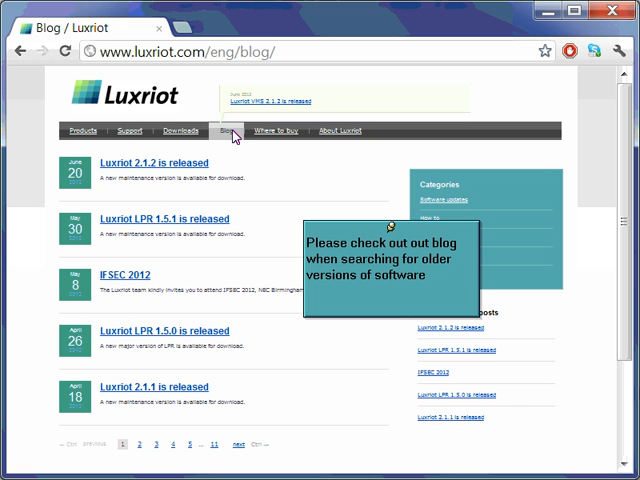 Blog / Luxriot
www.luxriot.com/eng/blog/
Luxriot
June, 2012
Luxriot VMS 2.1.2 is released
Products | Support | Downloads | Blog | Where to buy | About Luxriot
June
20
2012
Luxriot 2.1.2 is released
A new maintenance version is available for download.
May
30
2012
Luxriot LPR 1.5.1 is released
A new maintenance version is available for download.
May
8
2012
IFSEC 2012
The Luxriot team kindly invites you to attend IFSEC 2012, NEC Birmingham
April
26
2012
Luxriot LPR 1.5.0 is released
A new major version of LPR is available for download.
April
18
2012
Luxriot 2.1.1 is released
A new maintenance version is available for download.
← Ctrl previous 1 2 3 4 5 ... 11 next Ctrl →
Categories
Software updates
How to
Please check out out blog
when searching for older
versions of software
posts
Luxriot 2.1.2 is released
Luxriot LPR 1.5.1 is released
IFSEC 2012
Luxriot LPR 1.5.0 is released
Luxriot 2.1.1 is released